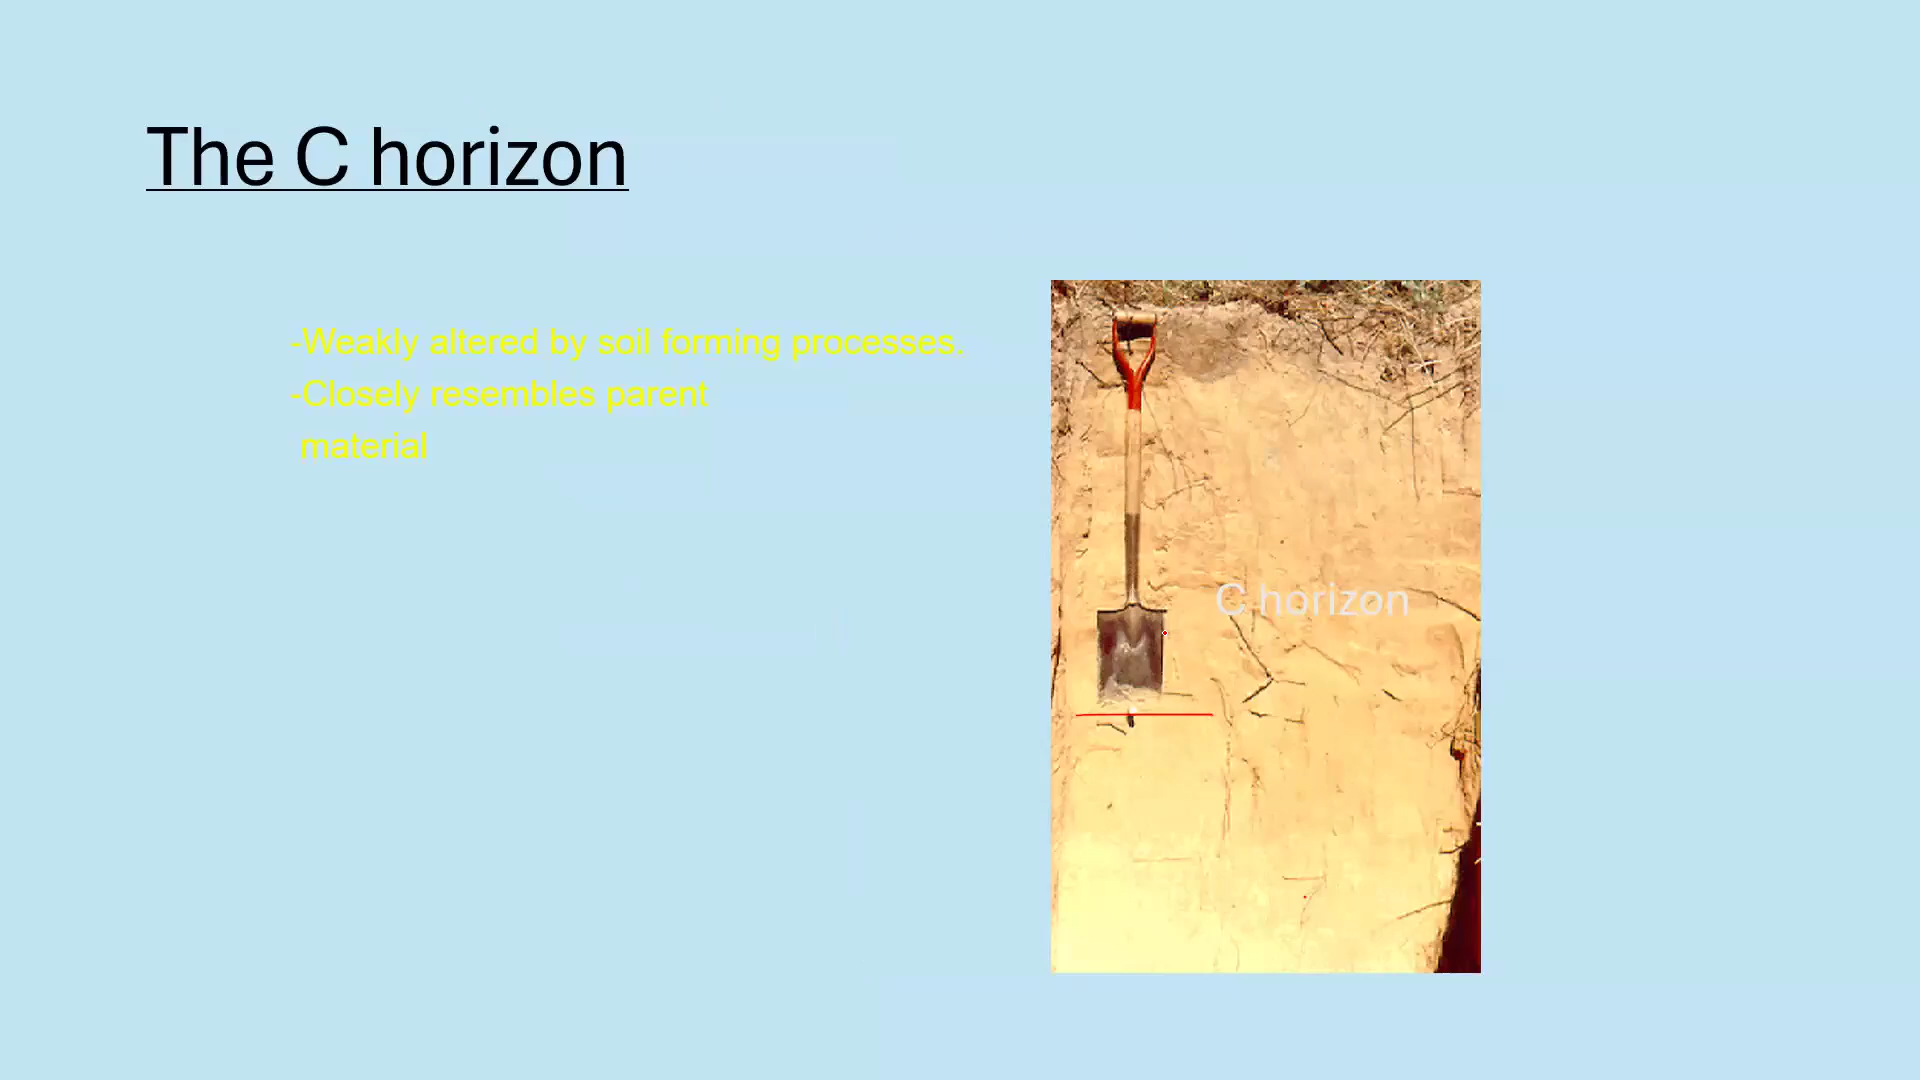 The C horizon
-Weakly altered by soil forming processes.
-Closely resembles parent
material
C horizon